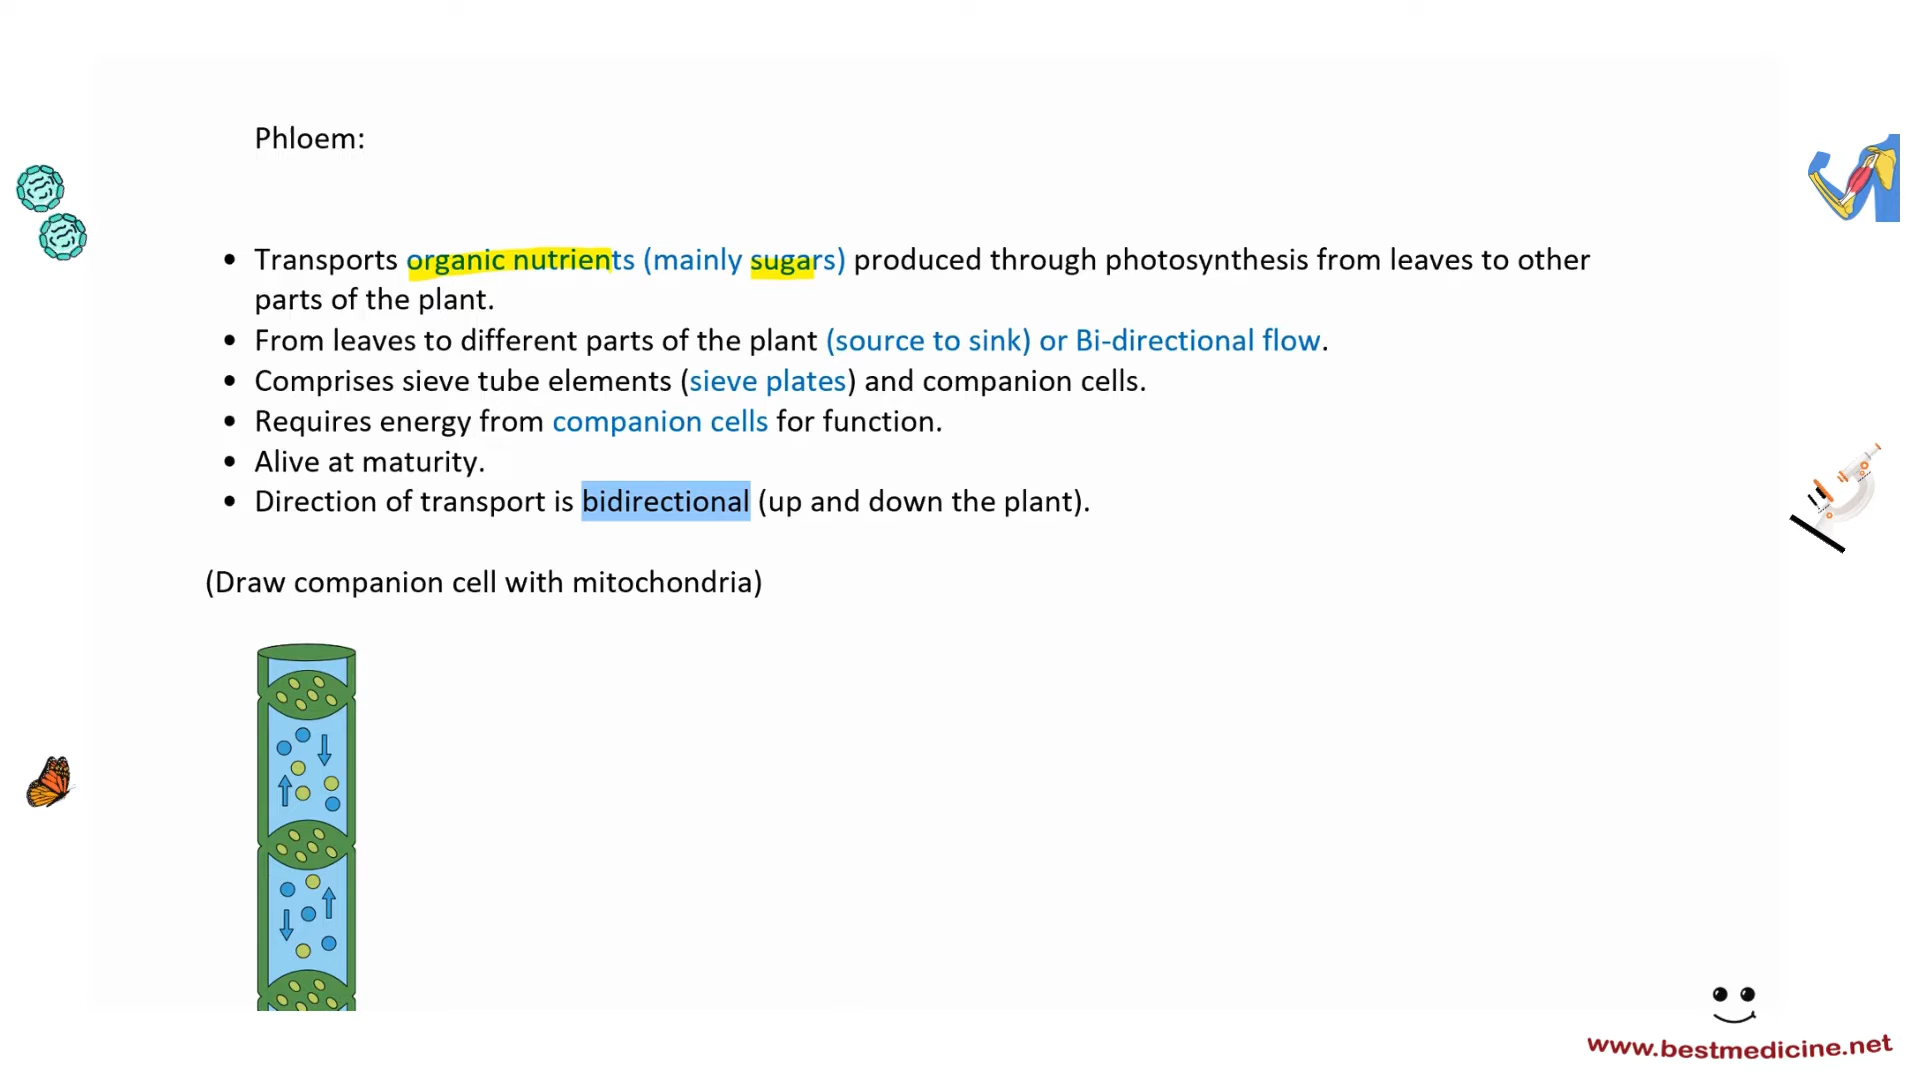 Phloem:
• Transports organic nutrients (mainly sugars) produced through photosynthesis from leaves to other
parts of the plant.
• From leaves to different parts of the plant (source to sink) or Bi-directional flow.
• Comprises sieve tube elements (sieve plates) and companion cells.
• Requires energy from companion cells for function.
• Alive at maturity.
• Direction of transport is bidirectional (up and down the plant).
(Draw companion cell with mitochondria)
www.bestmedicine.net